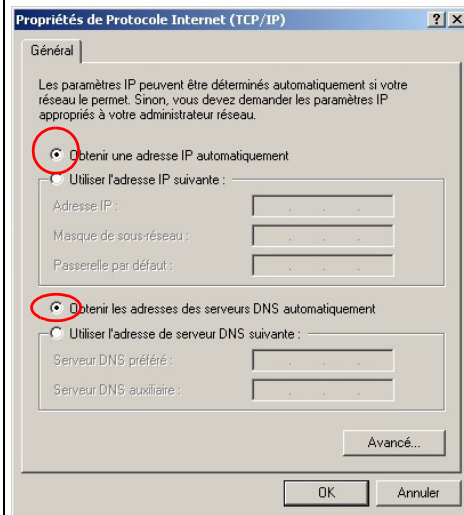 Propriétés de Protocole Internet (TCP/IP)
Général
Les paramètres IP peuvent être déterminés automatiquement si votre
réseau le permet. Sinon, vous devez demander les paramètres IP
appropriés à votre administrateur réseau.
Obtenir une adresse IP automatiquement
Utiliser l'adresse IP suivante :
Adresse IP :
Masque de sous-réseau :
Passerelle par défaut :
Obtenir les adresses des serveurs DNS automatiquement
Utiliser l'adresse de serveur DNS suivante :
Serveur DNS préféré :
Serveur DNS auxiliaire :
Avancé...
OK
Annuler